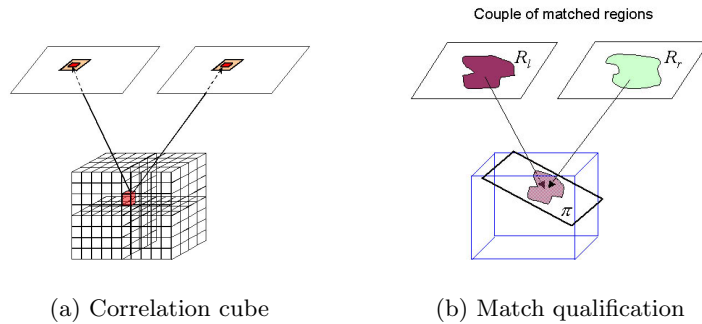 Couple of matched regions
R_l
R_r
π
(a) Correlation cube
(b) Match qualification